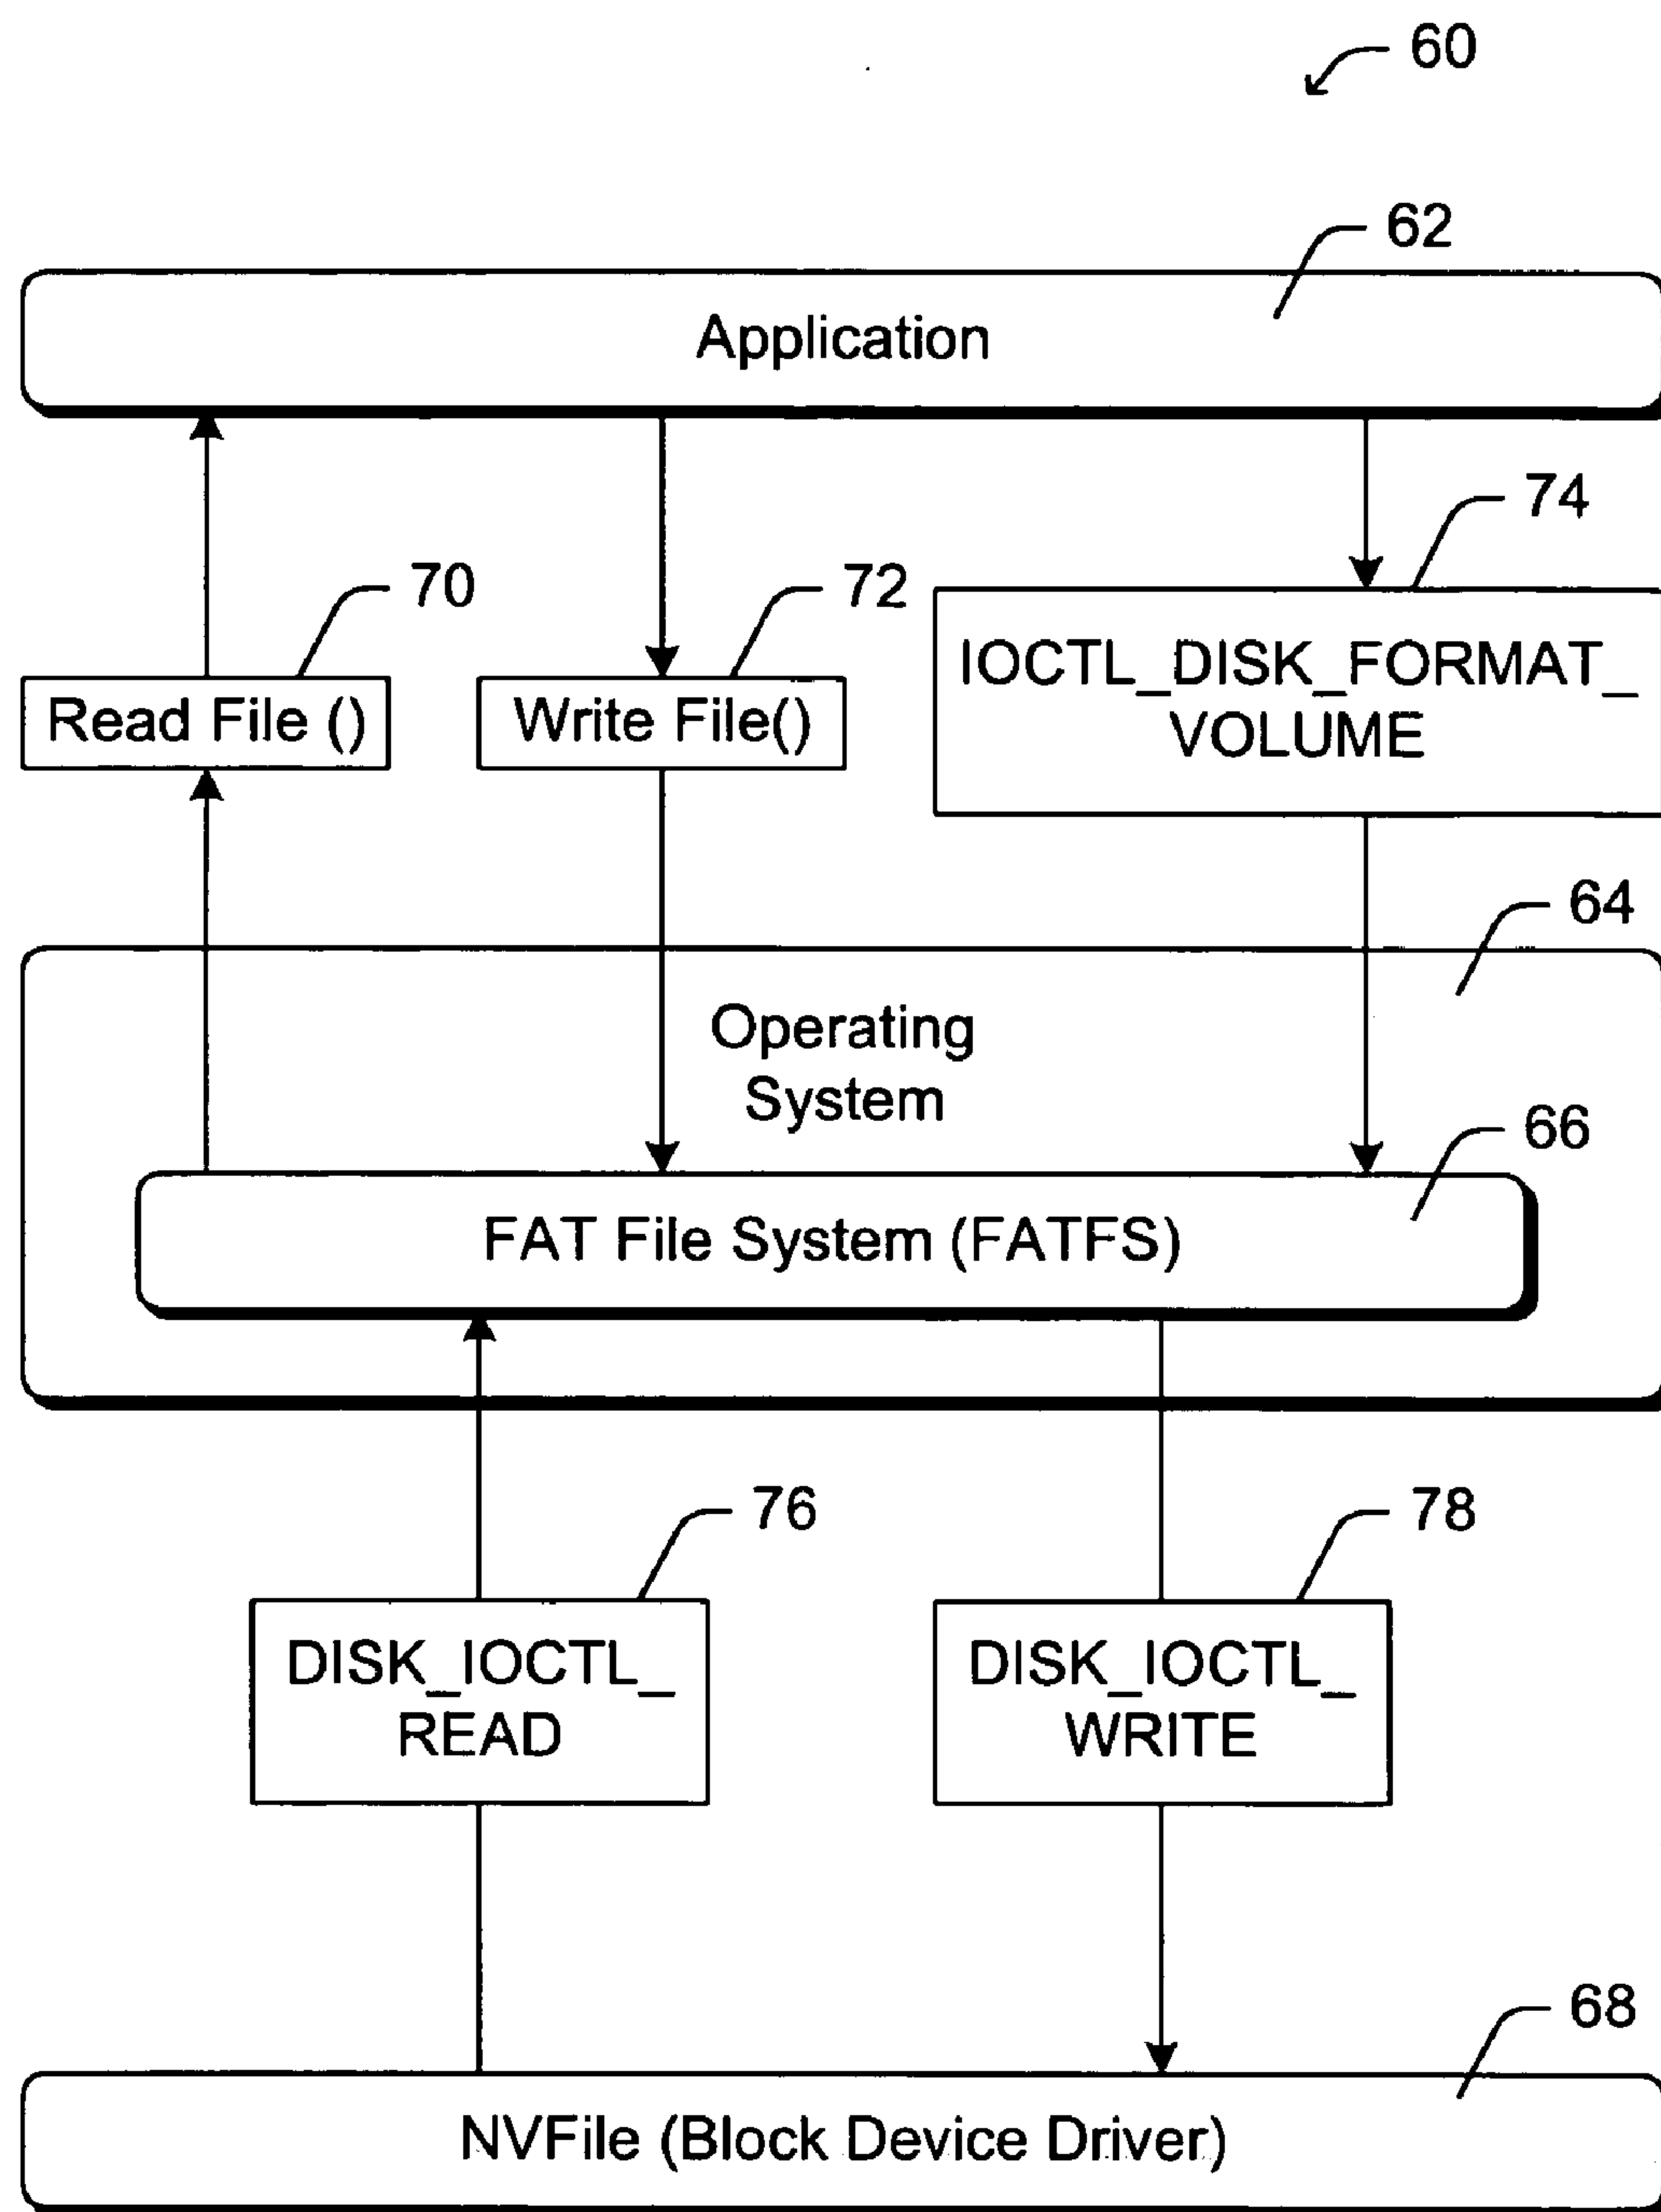 60
62
Application
74
70
72
IOCTL_DISK_FORMAT_
VOLUME
Read File ()
Write File()
64
Operating
System
66
FAT File System (FATFS)
76
78
DISK_IOCTL_
READ
DISK_IOCTL_
WRITE
68
NVFile (Block Device Driver)